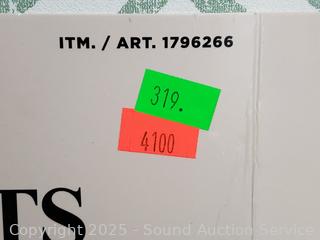 ITM. / ART. 1796266
319.
4100
TS
Copyright 2025 - Sound Auction Service